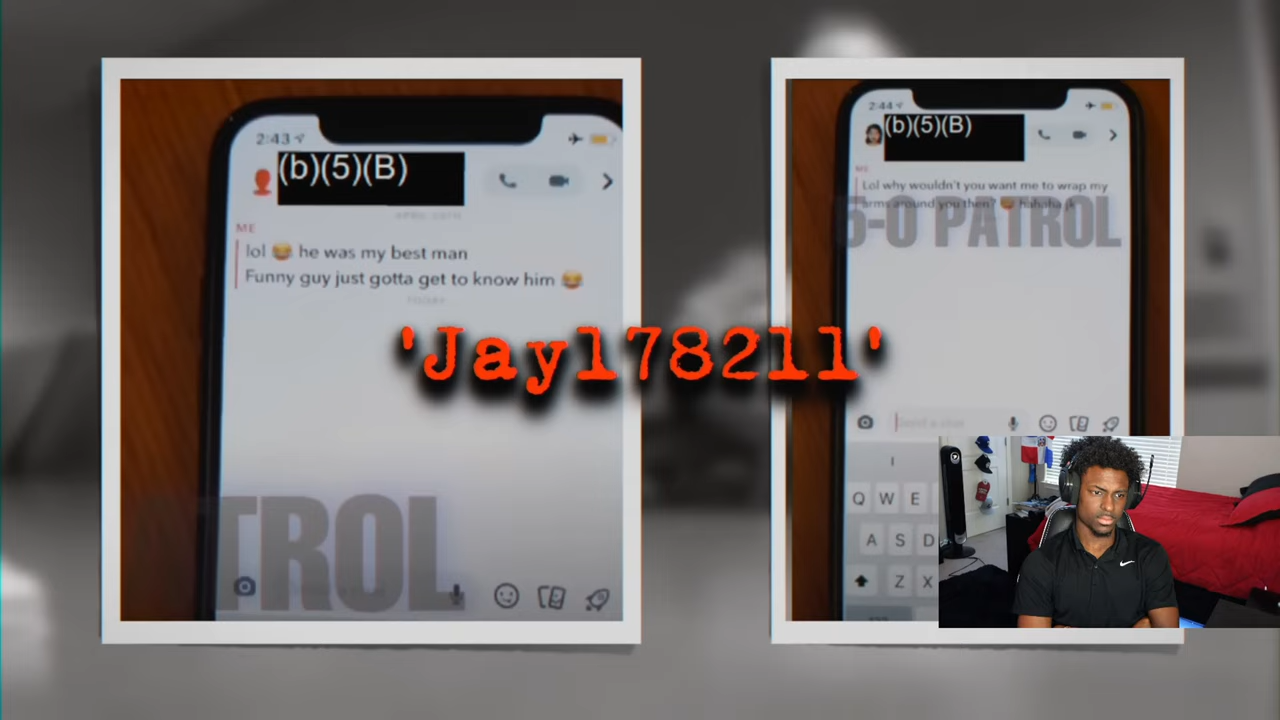 2:43
(b)(5)(B)
ME
lol 😂 he was my best man
Funny guy just gotta get to know him 😂
TROL
2:44
(b)(5)(B)
ME
Lol why wouldn't you want me to wrap my
arms around you then? 😂 hahaha jk
5-0 PATROL
I
Q W E
A S D
Z X
'Jay178211'